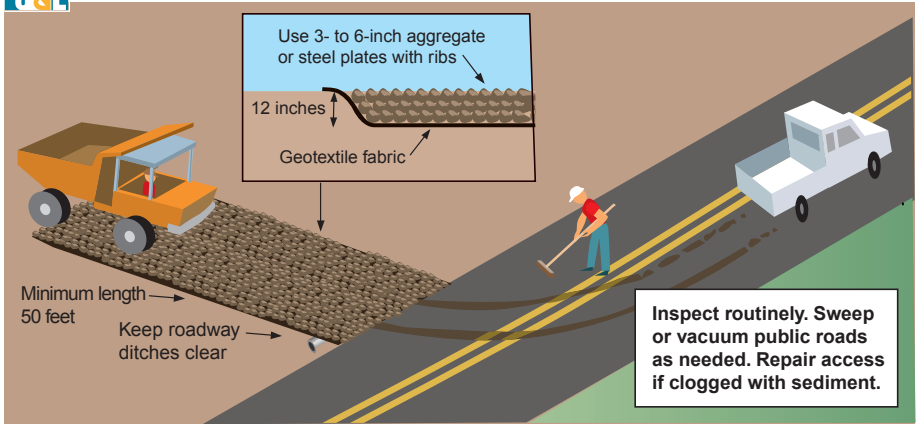 Use 3- to 6-inch aggregate
or steel plates with ribs
12 inches
Geotextile fabric
Minimum length
50 feet
Keep roadway
ditches clear
Inspect routinely. Sweep
or vacuum public roads
as needed. Repair access
if clogged with sediment.